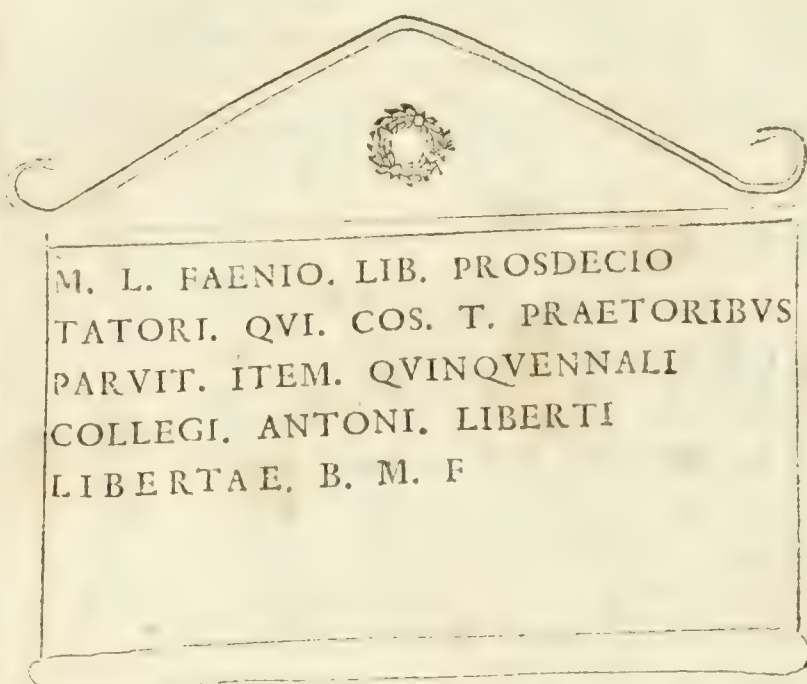 M. L. FAENIO. LIB. PROSDECIO
TATORI. QVI. COS. T. PRAETORIBVS
PARVIT. ITEM. QVINQVENNALI
COLLEGI. ANTONI. LIBERTI
LIBERTAE. B. M. F